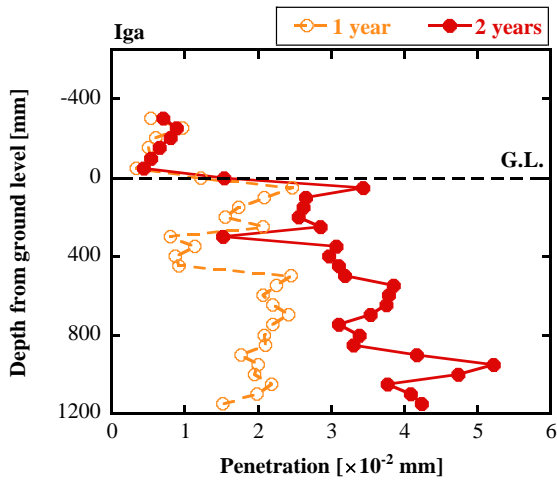 Iga
1 year
2 years
-400
G.L.
0
400
800
1200
0
1
2
3
4
5
6
Depth from ground level [mm]
Penetration [×10⁻² mm]